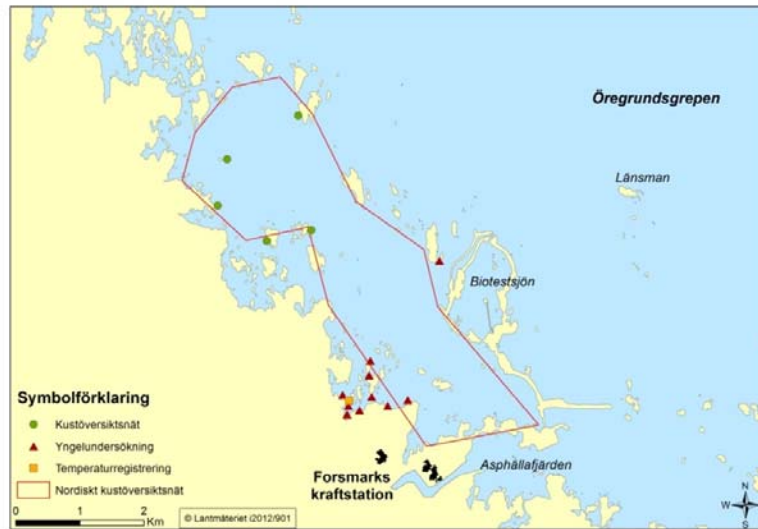 Öregrundsgrepen
Länsman
Biotestsjön
Symbolförklaring
Kustöversiktsnät
Yngelundersökning
Temperaturregistrering
Nordiskt kustöversiktsnät
Forsmarks
kraftstation
Asphällafjärden
0 1 2
Km
© Lantmäteriet i2012/901
N
W E
S